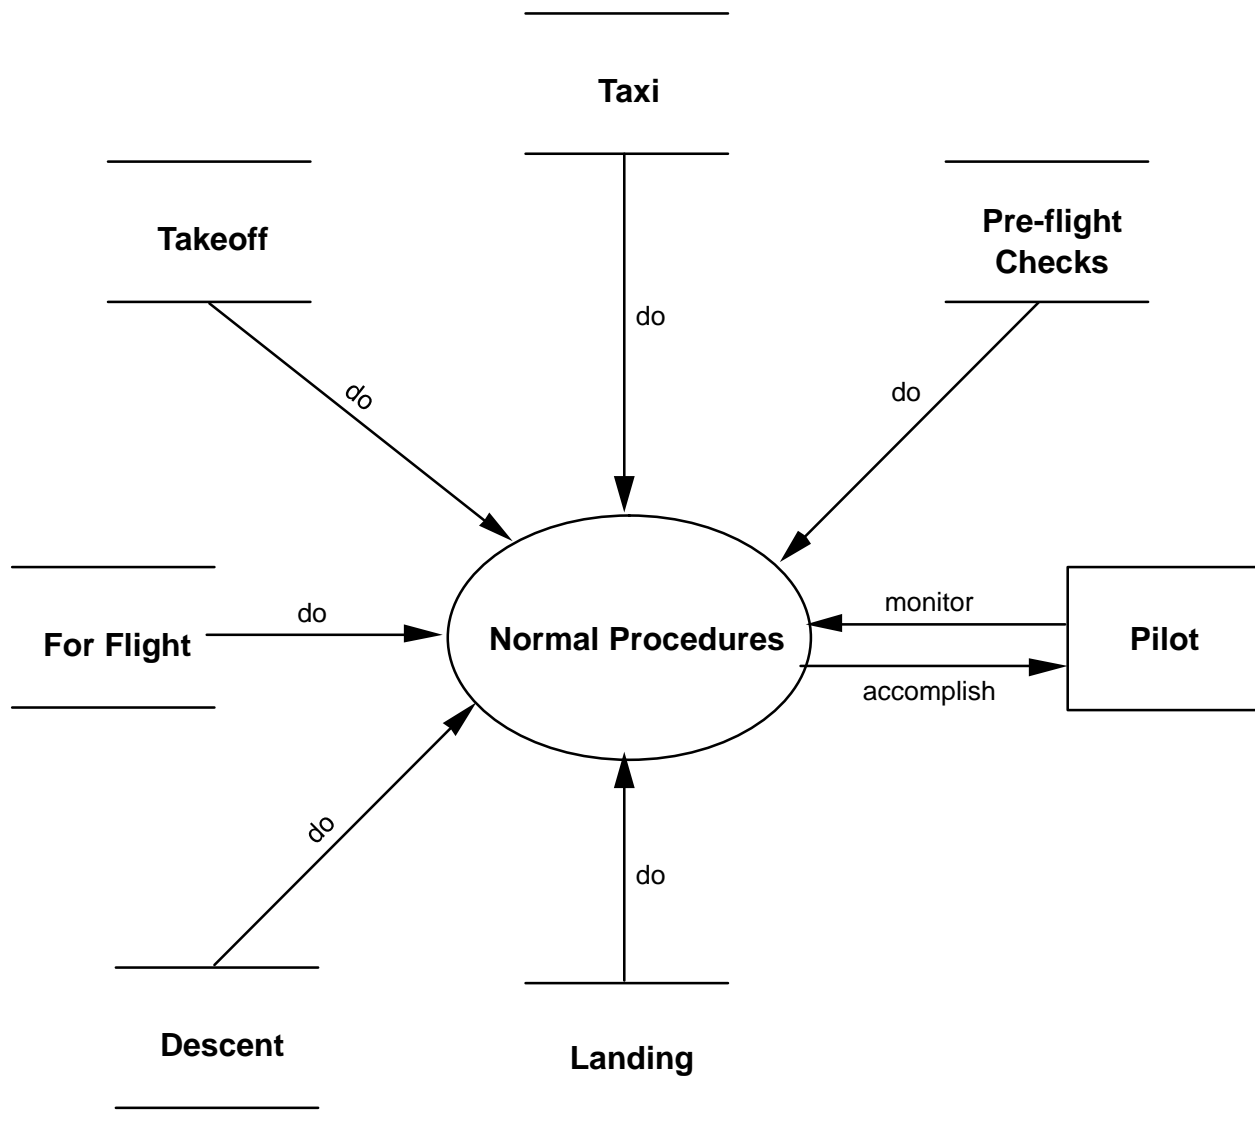 Taxi
Takeoff
Pre-flight
Checks
do
do
do
For Flight
do
Normal Procedures
monitor
accomplish
Pilot
do
do
Descent
Landing